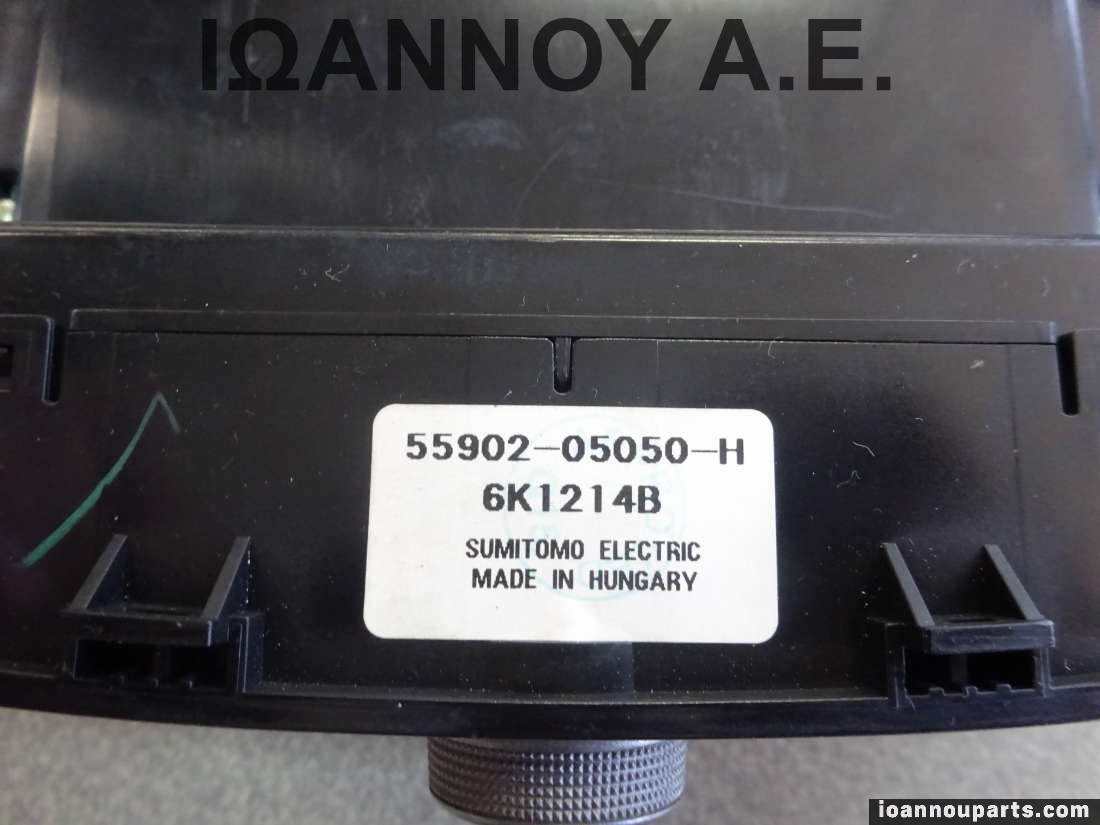 ΙΩΑΝΝΟΥ Α.Ε.
55902-05050-H
6K1214B
SUMITOMO ELECTRIC
MADE IN HUNGARY
ioannouparts.com